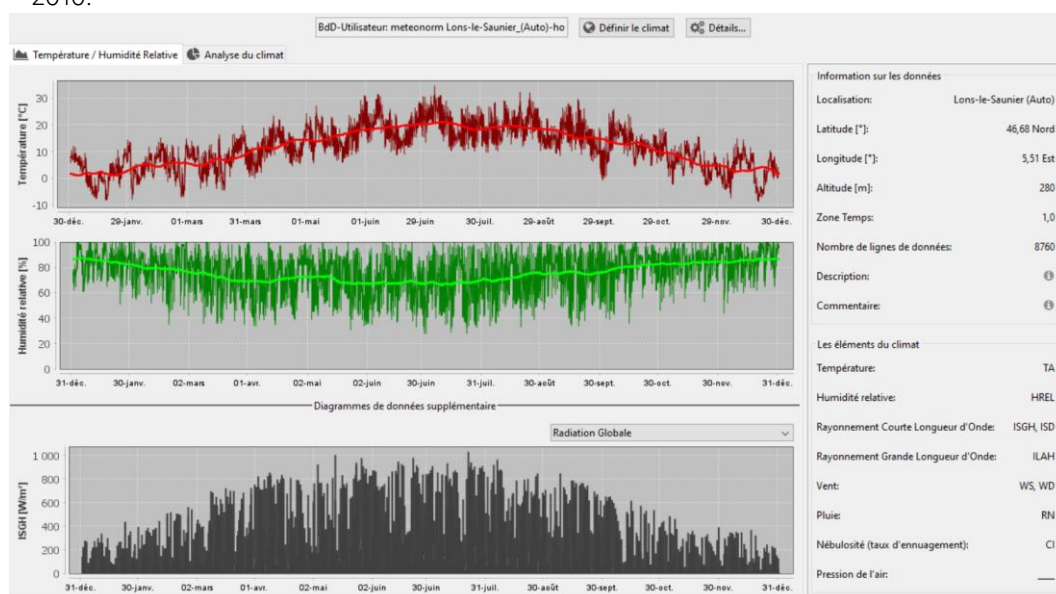 2010.
BdD-Utilisateur: meteonorm Lons-le-Saunier_(Auto)-ho
Définir le climat
Détails...
Température / Humidité Relative
Analyse du climat
Température [°C]
30
20
10
0
-10
30-déc. 29-janv. 01-mars 31-mars 01-mai 01-juin 29-juin 30-juil. 29-août 29-sept. 29-oct. 29-nov. 30-déc.
Humidité relative [%]
100
80
60
40
20
0
31-déc. 30-janv. 02-mars 01-avr. 02-mai 02-juin 30-juin 31-juil. 30-août 30-sept. 30-oct. 30-nov. 31-déc.
Diagrammes de données supplémentaire
Radiation Globale
ISGH [W/m²]
1 000
800
600
400
200
0
31-déc. 30-janv. 02-mars 01-avr. 02-mai 02-juin 30-juin 31-juil. 30-août 30-sept. 30-oct. 30-nov. 31-déc.
Information sur les données
Localisation: Lons-le-Saunier (Auto)
Latitude [°]: 46,68 Nord
Longitude [°]: 5,51 Est
Altitude [m]: 280
Zone Temps: 1,0
Nombre de lignes de données: 8760
Description:
Commentaire:
Les éléments du climat
Température: TA
Humidité relative: HREL
Rayonnement Courte Longueur d'Onde: ISGH, ISD
Rayonnement Grande Longueur d'Onde: ILAH
Vent: WS, WD
Pluie: RN
Nébulosité (taux d'ennuagement): CI
Pression de l'air: __